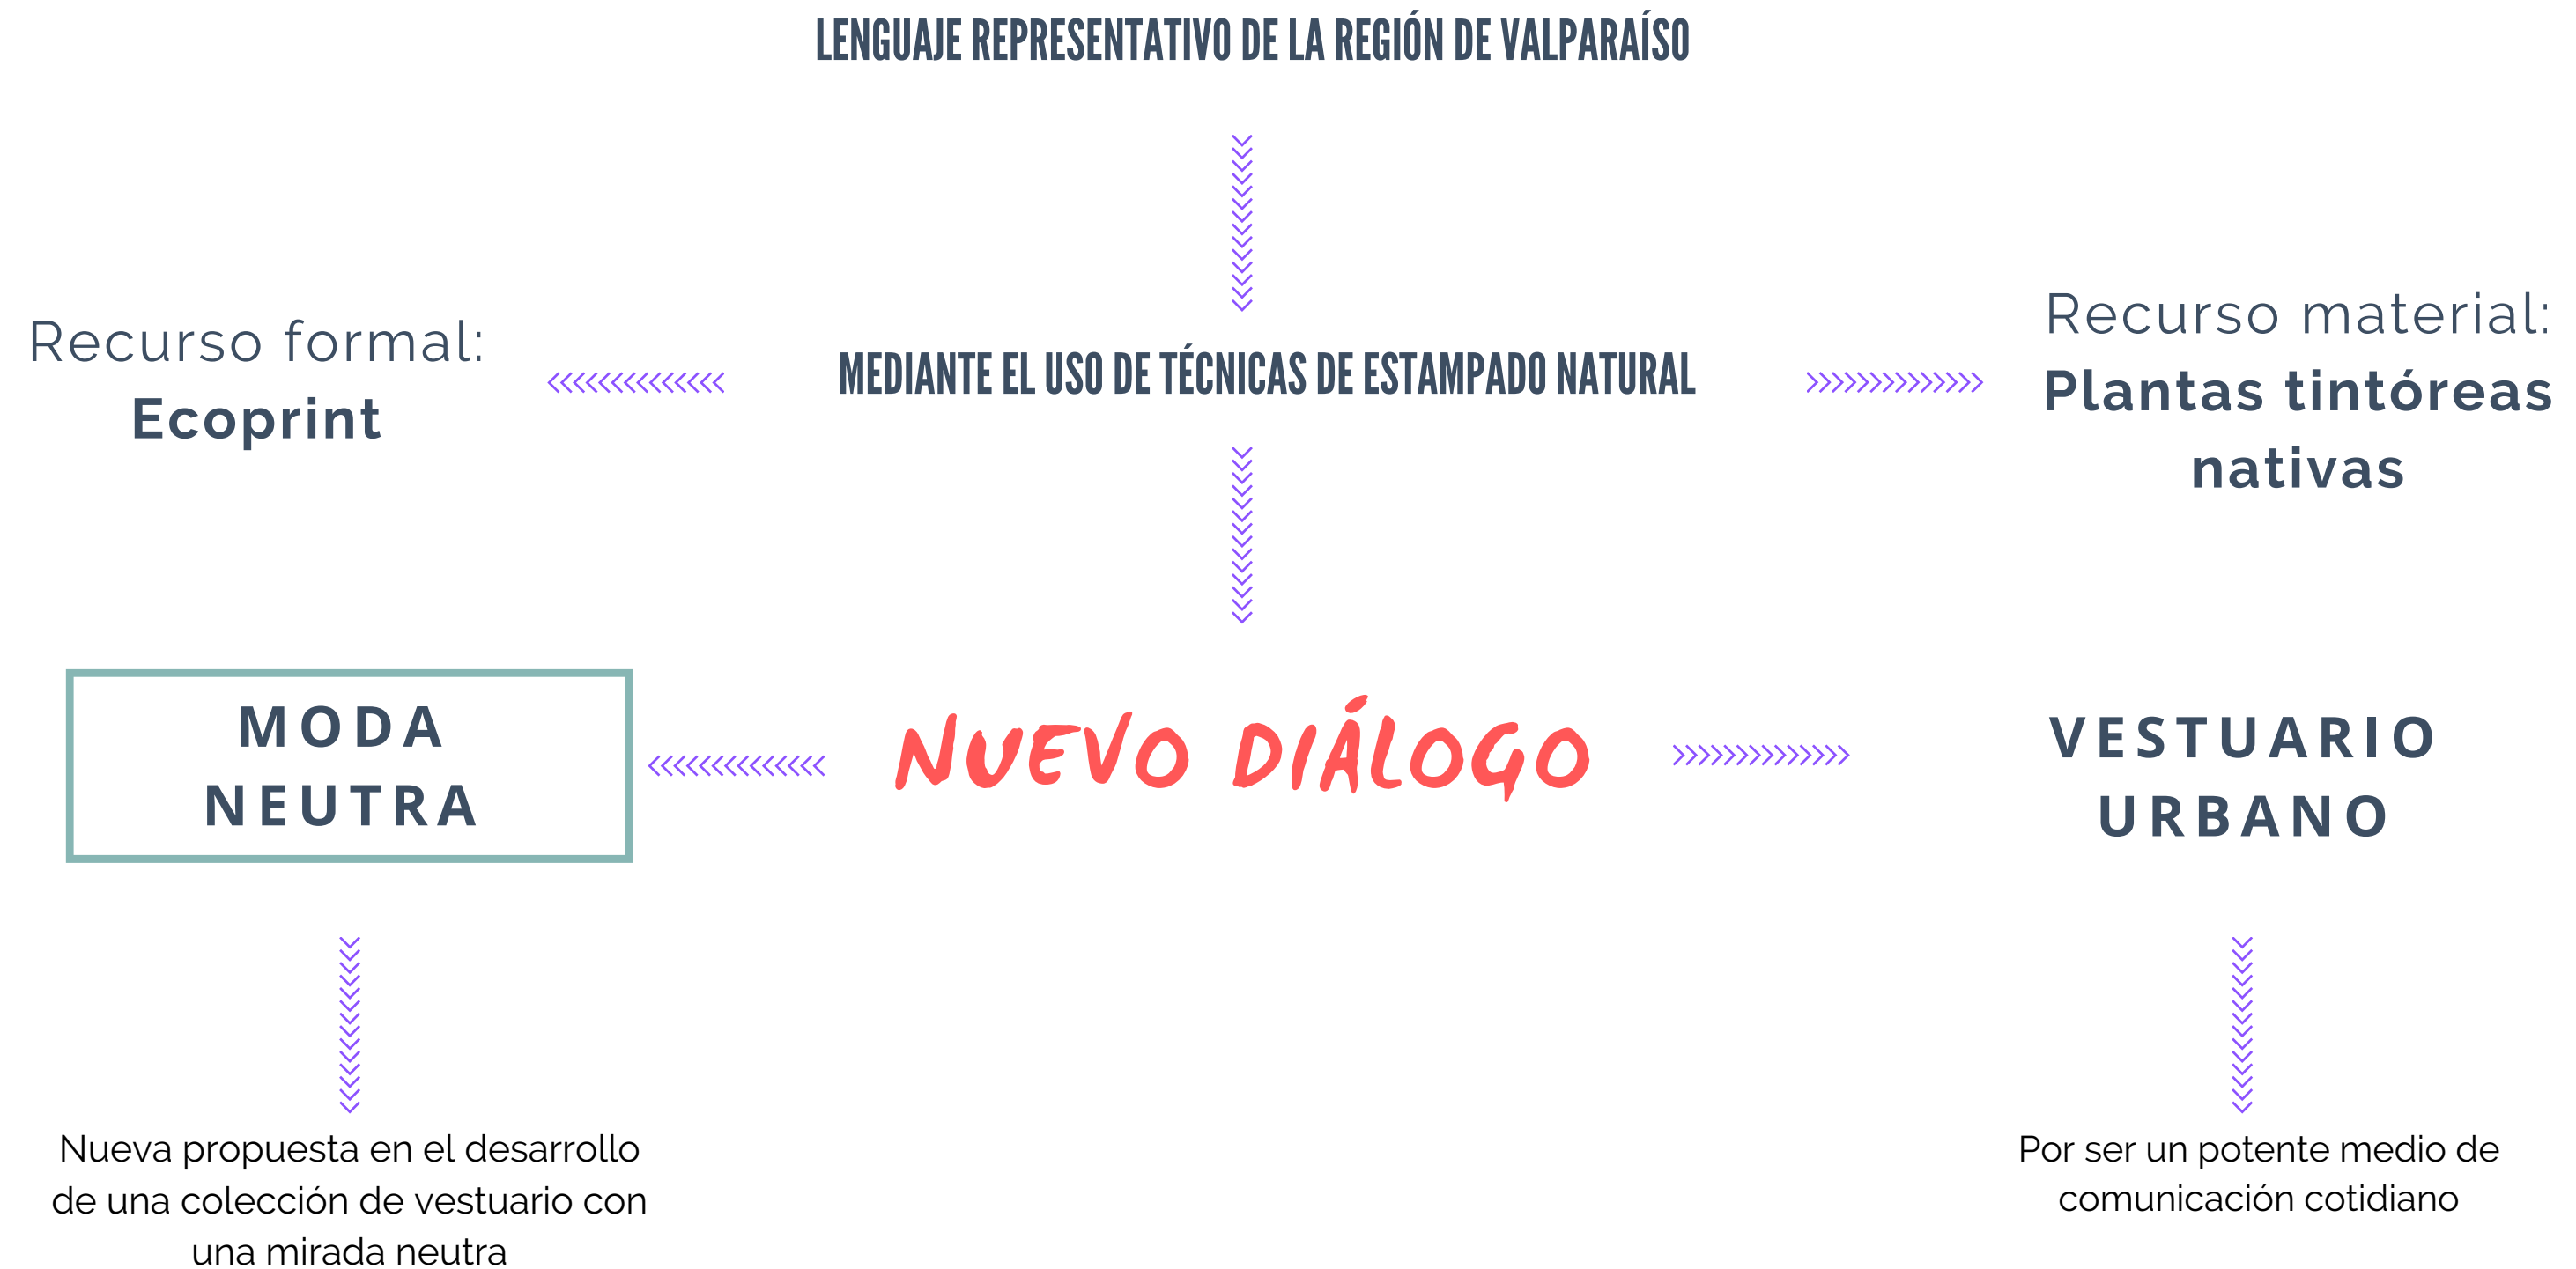 LENGUAJE REPRESENTATIVO DE LA REGIÓN DE VALPARAÍSO
Recurso formal:
Ecoprint
MEDIANTE EL USO DE TÉCNICAS DE ESTAMPADO NATURAL
Recurso material:
Plantas tintóreas
nativas
MODA
NEUTRA
NUEVO DIÁLOGO
VESTUARIO
URBANO
Nueva propuesta en el desarrollo
de una colección de vestuario con
una mirada neutra
Por ser un potente medio de
comunicación cotidiano